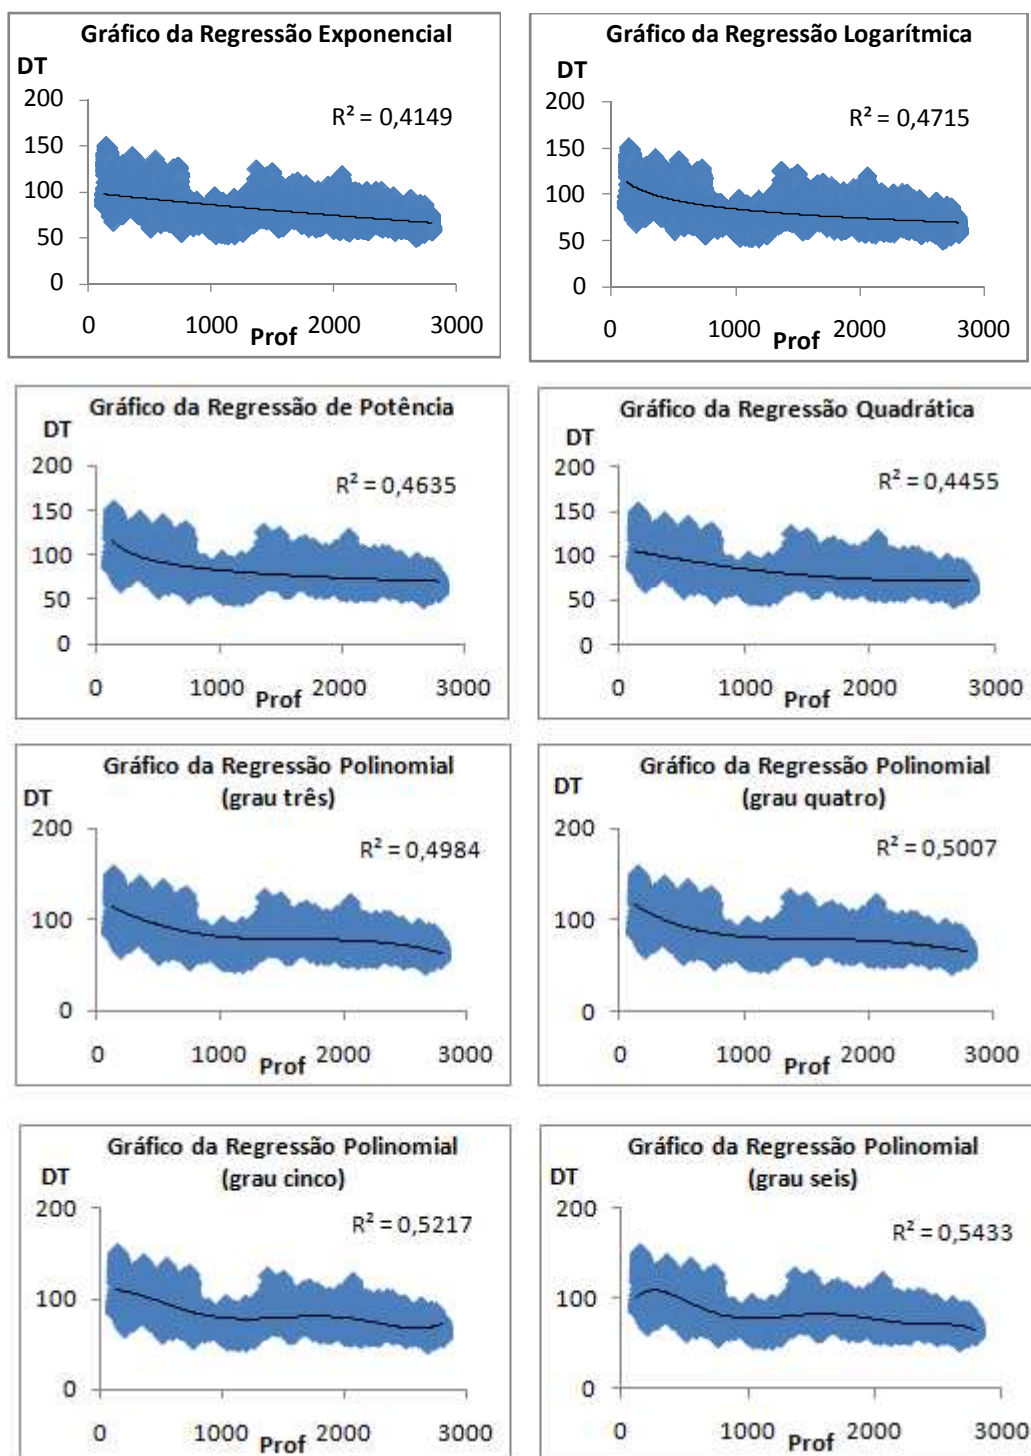 Gráfico da Regressão Exponencial
DT
R² = 0,4149
200
150
100
50
0
0 1000 2000 3000
Prof
Gráfico da Regressão Logarítmica
DT
R² = 0,4715
200
150
100
50
0
0 1000 2000 3000
Prof
Gráfico da Regressão de Potência
DT
R² = 0,4635
200
150
100
50
0
0 1000 2000 3000
Prof
Gráfico da Regressão Quadrática
DT
R² = 0,4455
200
150
100
50
0
0 1000 2000 3000
Prof
Gráfico da Regressão Polinomial
(grau três)
DT
R² = 0,4984
200
100
0
0 1000 2000 3000
Prof
Gráfico da Regressão Polinomial
(grau quatro)
DT
R² = 0,5007
200
100
0
0 1000 2000 3000
Prof
Gráfico da Regressão Polinomial
(grau cinco)
DT
R² = 0,5217
200
100
0
0 1000 2000 3000
Prof
Gráfico da Regressão Polinomial
(grau seis)
DT
R² = 0,5433
200
100
0
0 1000 2000 3000
Prof